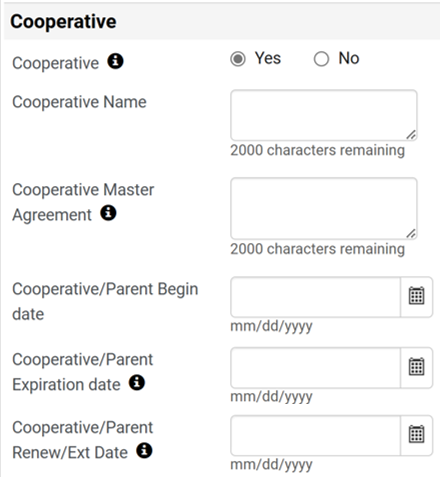 Cooperative
Cooperative
Yes
No
Cooperative Name
2000 characters remaining
Cooperative Master
Agreement
2000 characters remaining
Cooperative/Parent Begin
date
mm/dd/yyyy
Cooperative/Parent
Expiration date
mm/dd/yyyy
Cooperative/Parent
Renew/Ext Date
mm/dd/yyyy